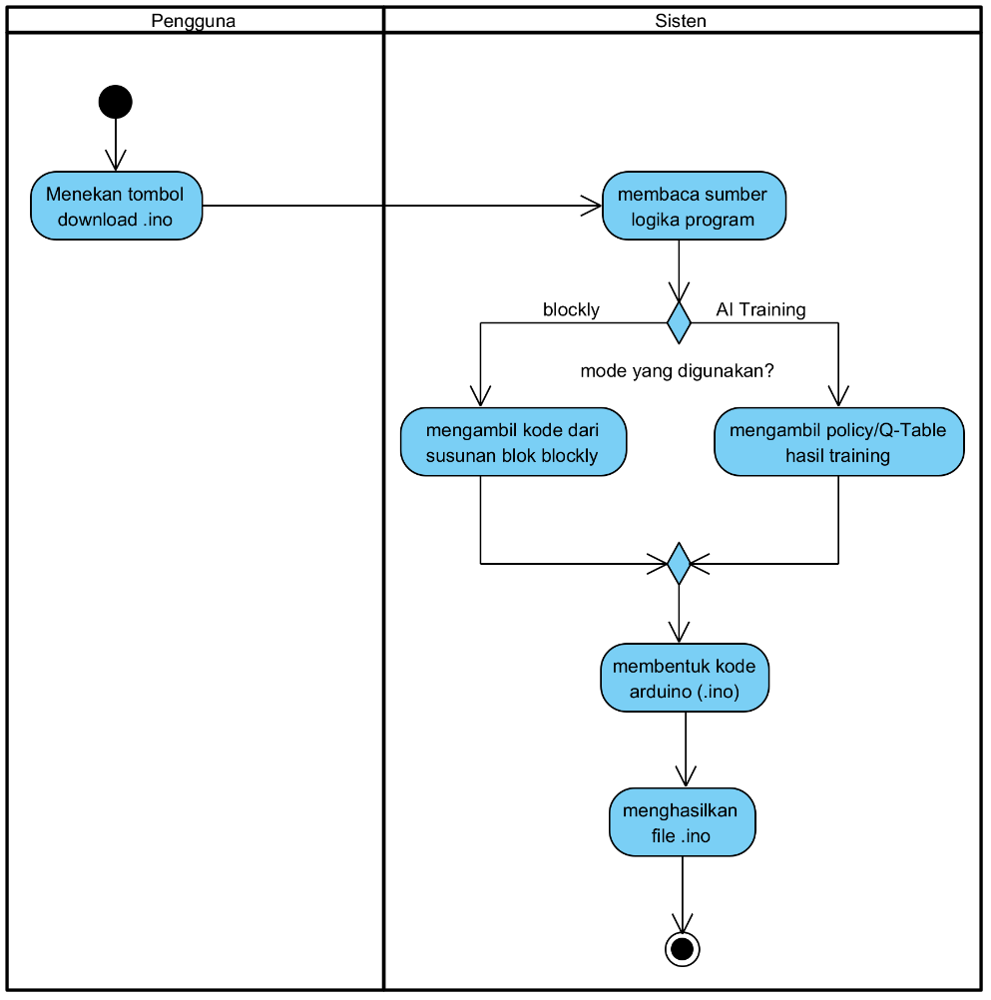 Pengguna
Sisten
Menekan tombol
download .ino
membaca sumber
logika program
blockly
AI Training
mode yang digunakan?
mengambil kode dari
susunan blok blockly
mengambil policy/Q-Table
hasil training
membentuk kode
arduino (.ino)
menghasilkan
file .ino